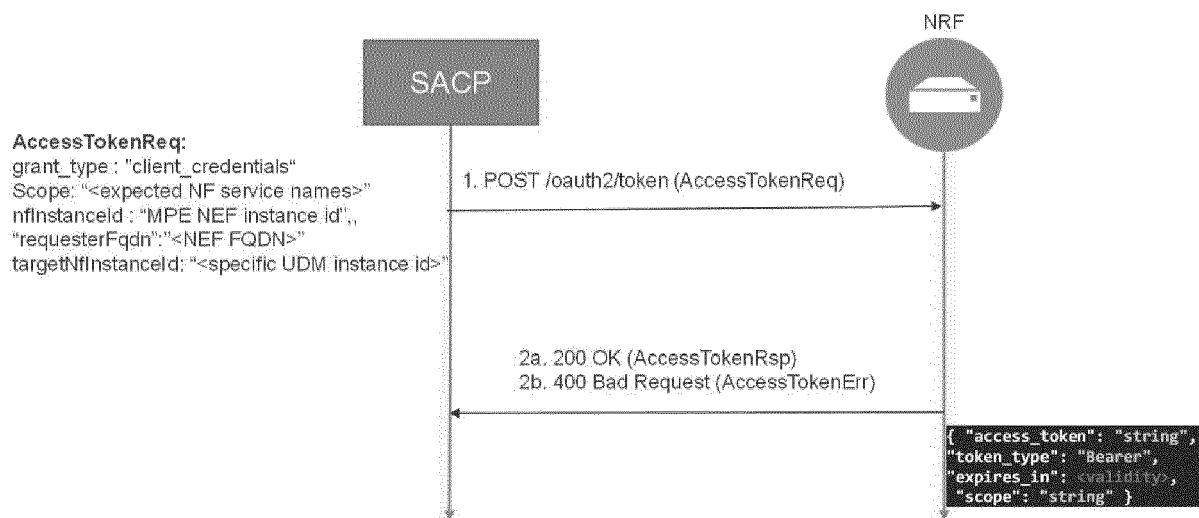 NRF
SACP
AccessTokenReq:
grant_type : "client_credentials"
Scope: "<expected NF service names>"
nfInstanceId : "MPE NEF instance id",,
"requesterFqdn":"<NEF FQDN>"
targetNfInstanceId: "<specific UDM instance id>"
1. POST /oauth2/token (AccessTokenReq)
2a. 200 OK (AccessTokenRsp)
2b. 400 Bad Request (AccessTokenErr)
{ "access_token": "string",
"token_type": "Bearer",
"expires_in": <validity>,
"scope": "string" }